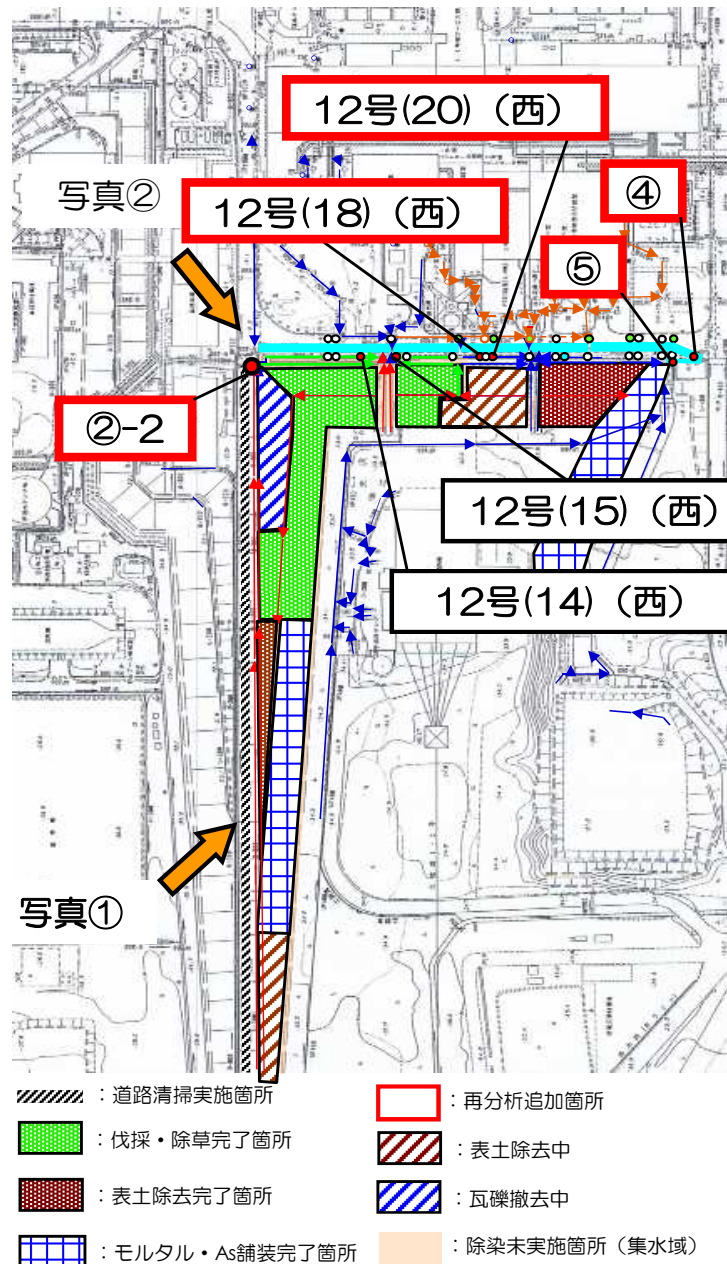 12号(20)（西）
写真②
12号(18)（西）
④
⑤
②-2
12号(15)（西）
12号(14)（西）
写真①
：道路清掃実施箇所
：再分析追加箇所
：伐採・除草完了箇所
：表土除去中
：表土除去完了箇所
：瓦礫撤去中
：モルタル・As舗装完了箇所
：除染未実施箇所（集水域）